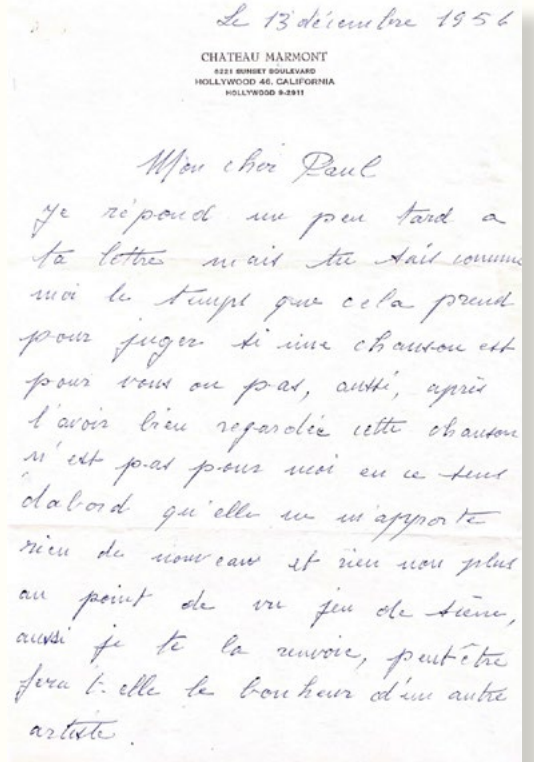 Le 13 décembre 1956
CHATEAU MARMONT
8221 SUNSET BOULEVARD
HOLLYWOOD 46, CALIFORNIA
HOLLYWOOD 9-2911
Mon cher Paul
Je répond un peu tard a
ta lettre mais tu sais comme
moi le temps que cela prend
pour juger si une chanson est
pour vous ou pas, aussi, après
l'avoir bien regardée cette chanson
n'est pas pour moi en ce sens
dabord qu'elle ne m'apporte
rien de nouveau et rien non plus
au point de vu jeu de scène,
aussi je te la renvoie, peut-être
fera t-elle le bonheur d'un autre
artiste.